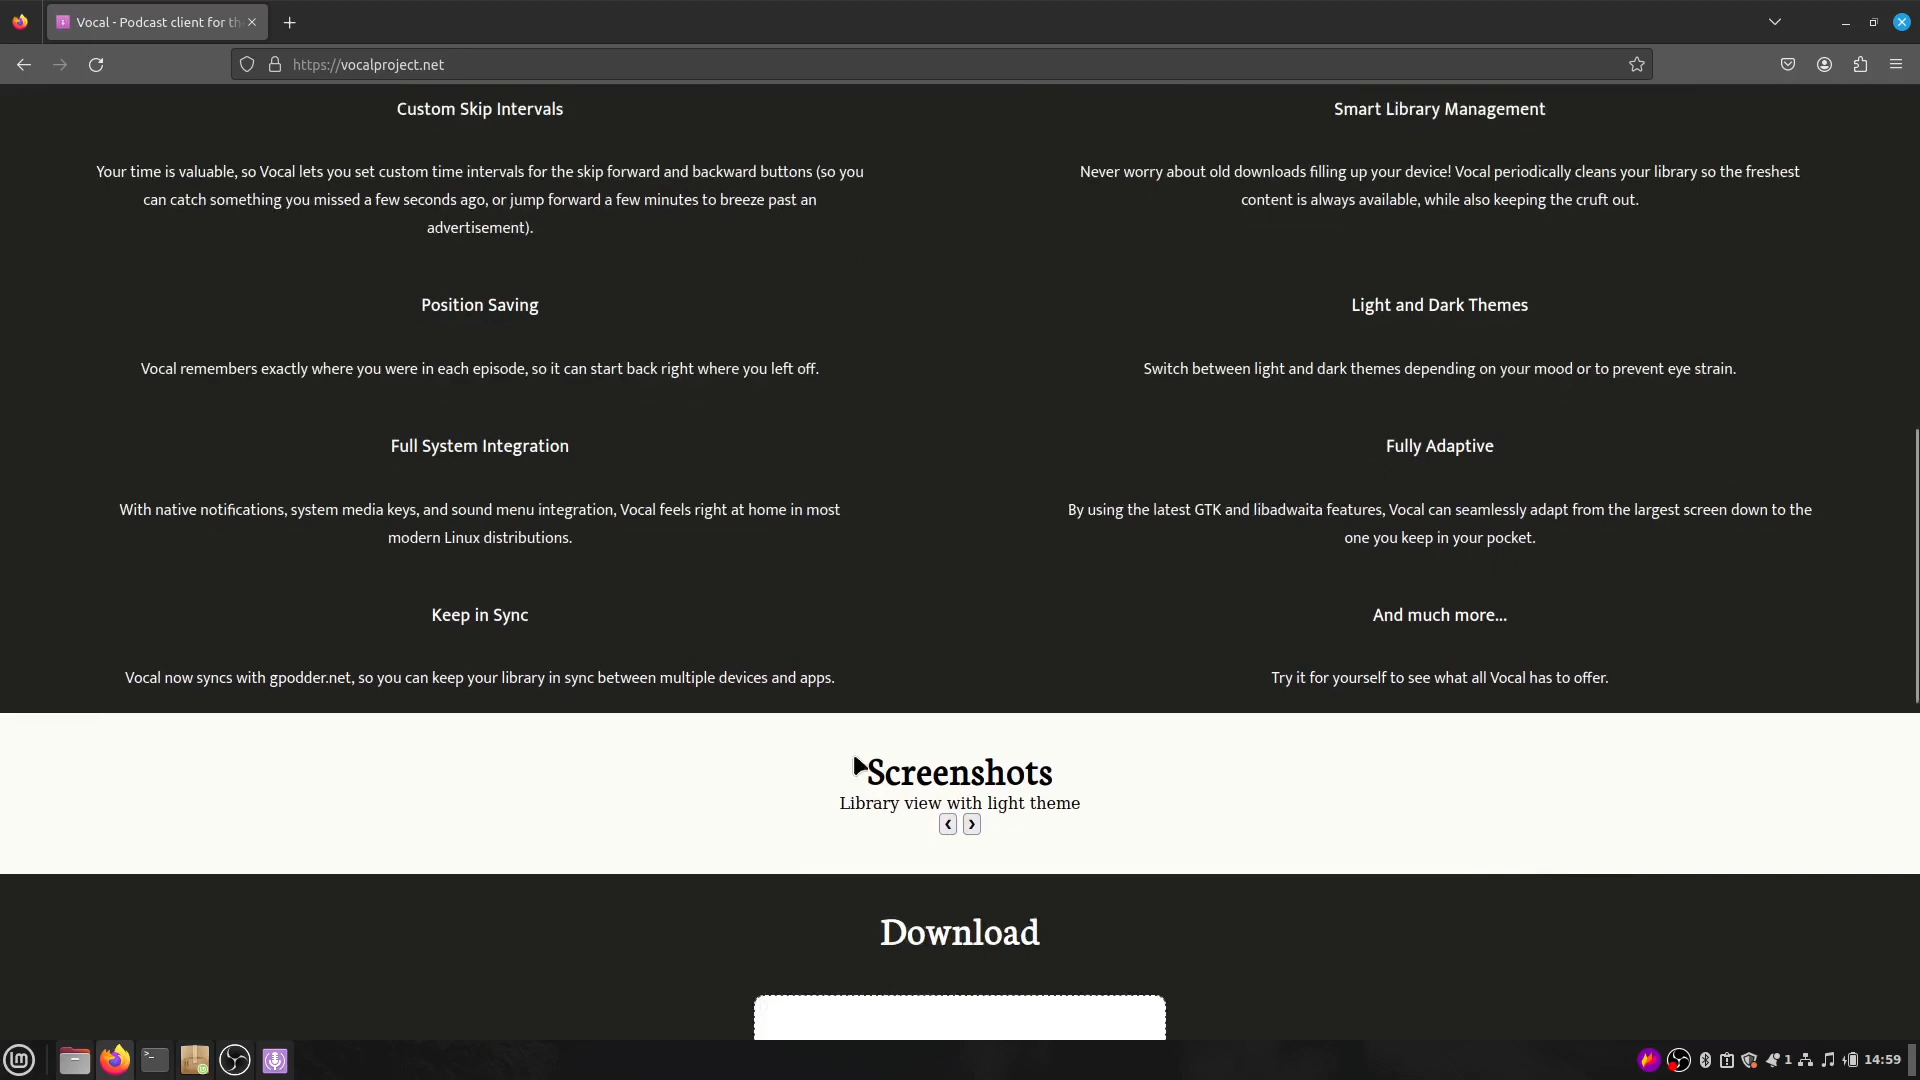 Vocal - Podcast client for th
https://vocalproject.net
Custom Skip Intervals
Your time is valuable, so Vocal lets you set custom time intervals for the skip forward and backward buttons (so you
can catch something you missed a few seconds ago, or jump forward a few minutes to breeze past an
advertisement).
Smart Library Management
Never worry about old downloads filling up your device! Vocal periodically cleans your library so the freshest
content is always available, while also keeping the cruft out.
Position Saving
Vocal remembers exactly where you were in each episode, so it can start back right where you left off.
Light and Dark Themes
Switch between light and dark themes depending on your mood or to prevent eye strain.
Full System Integration
With native notifications, system media keys, and sound menu integration, Vocal feels right at home in most
modern Linux distributions.
Fully Adaptive
By using the latest GTK and libadwaita features, Vocal can seamlessly adapt from the largest screen down to the
one you keep in your pocket.
Keep in Sync
Vocal now syncs with gpodder.net, so you can keep your library in sync between multiple devices and apps.
And much more...
Try it for yourself to see what all Vocal has to offer.
Screenshots
Library view with light theme
❮ ❯
Download
1
14:59